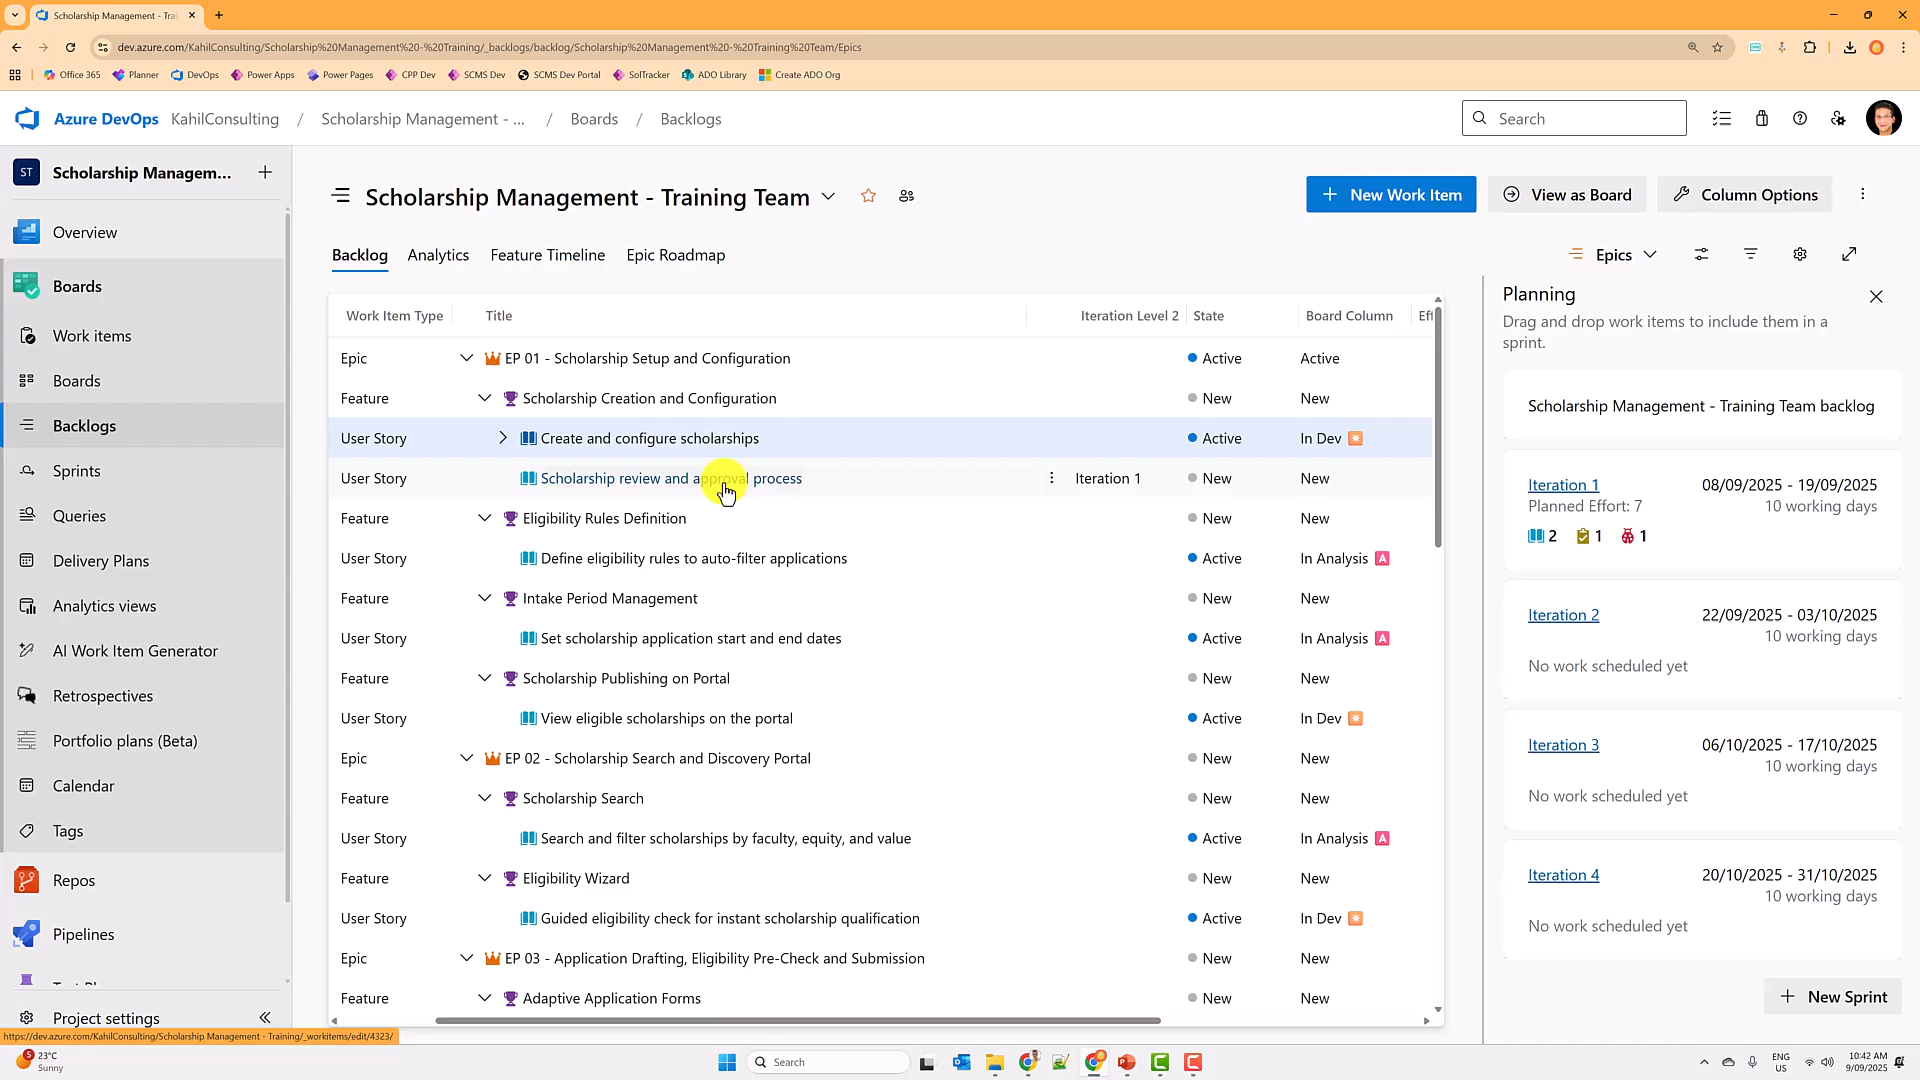 Scholarship Management - Trai
dev.azure.com/KahilConsulting/Scholarship%20Management%20-%20Training/_backlogs/backlog/Scholarship%20Management%20-%20Training%20Team/Epics
Office 365 Planner DevOps Power Apps Power Pages CPP Dev SCMS Dev SCMS Dev Portal SolTracker ADO Library Create ADO Org
Azure DevOps KahilConsulting / Scholarship Management - ... / Boards / Backlogs Search
ST Scholarship Managem...
Scholarship Management - Training Team New Work Item View as Board Column Options
Overview
Backlog Analytics Feature Timeline Epic Roadmap Epics
Boards
Work items
Boards
Backlogs
Sprints
Queries
Delivery Plans
Analytics views
AI Work Item Generator
Retrospectives
Portfolio plans (Beta)
Calendar
Tags
Repos
Pipelines
Project settings
Work Item Type Title Iteration Level 2 State Board Column Eff
Epic EP 01 - Scholarship Setup and Configuration Active Active
Feature Scholarship Creation and Configuration New New
User Story Create and configure scholarships Active In Dev
User Story Scholarship review and approval process Iteration 1 New New
Feature Eligibility Rules Definition New New
User Story Define eligibility rules to auto-filter applications Active In Analysis A
Feature Intake Period Management New New
User Story Set scholarship application start and end dates Active In Analysis A
Feature Scholarship Publishing on Portal New New
User Story View eligible scholarships on the portal Active In Dev
Epic EP 02 - Scholarship Search and Discovery Portal New New
Feature Scholarship Search New New
User Story Search and filter scholarships by faculty, equity, and value Active In Analysis A
Feature Eligibility Wizard New New
User Story Guided eligibility check for instant scholarship qualification Active In Dev
Epic EP 03 - Application Drafting, Eligibility Pre-Check and Submission New New
Feature Adaptive Application Forms New New
Planning
Drag and drop work items to include them in a
sprint.
Scholarship Management - Training Team backlog
Iteration 1 08/09/2025 - 19/09/2025
Planned Effort: 7 10 working days
2 1 1
Iteration 2 22/09/2025 - 03/10/2025
10 working days
No work scheduled yet
Iteration 3 06/10/2025 - 17/10/2025
10 working days
No work scheduled yet
Iteration 4 20/10/2025 - 31/10/2025
10 working days
No work scheduled yet
New Sprint
https://dev.azure.com/KahilConsulting/Scholarship Management - Training/_workitems/edit/4323/
5 23°C
Sunny
Search
ENG
US
10:42 AM
9/09/2025